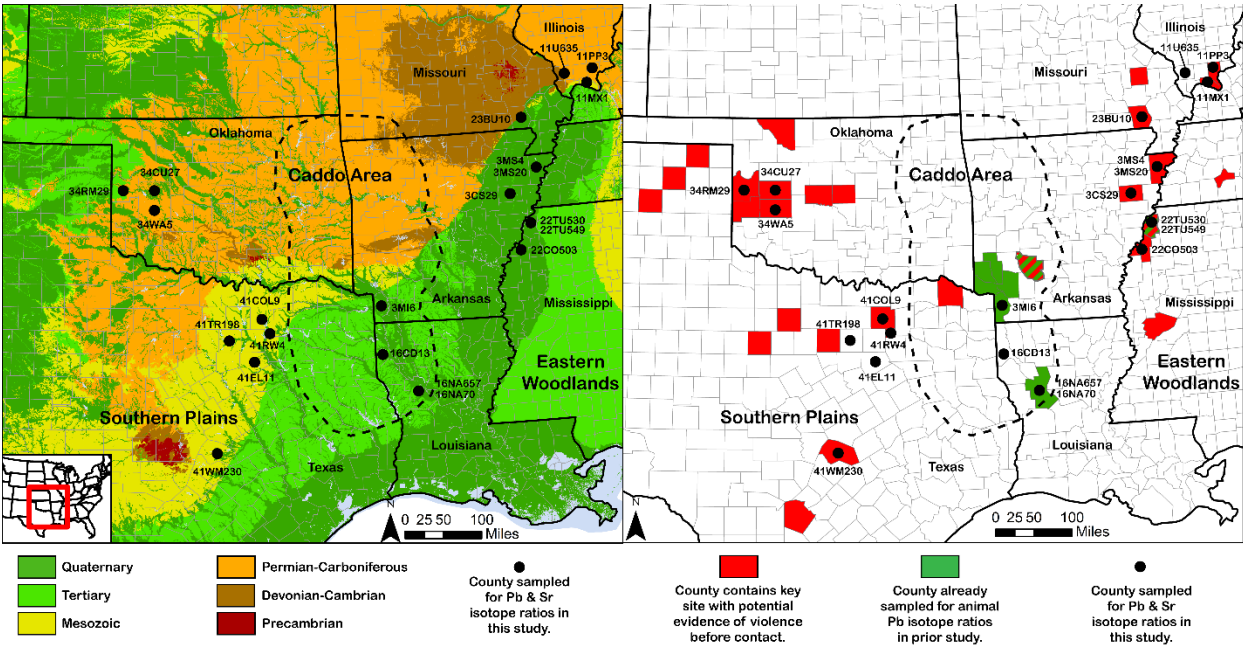 Illinois
11U635
11PP3
11MX1
Missouri
23BU10
Oklahoma
Caddo Area
3MS4
3MS20
3CS29
34CU27
34RM29
34WA5
22TU530
22TU549
22CO503
Arkansas
Mississippi
3MI6
41COL9
41TR198
41RW4
41EL11
16CD13
16NA657
16NA70
Eastern
Woodlands
Southern Plains
Louisiana
Texas
41WM230
N
0 25 50 100
Miles
Illinois
11U635
11PP3
11MX1
Missouri
23BU10
Oklahoma
Caddo Area
3MS4
3MS20
3CS29
34CU27
34RM29
34WA5
22TU530
22TU549
22CO503
Arkansas
Mississippi
3MI6
41COL9
41TR198
41RW4
41EL11
16CD13
16NA657
16NA70
Eastern
Woodlands
Southern Plains
Louisiana
Texas
41WM230
N
0 25 50 100
Miles
Quaternary
Tertiary
Mesozoic
Permian-Carboniferous
Devonian-Cambrian
Precambrian
County sampled
for Pb & Sr
isotope ratios in
this study.
County contains key
site with potential
evidence of violence
before contact.
County already
sampled for animal
Pb isotope ratios
in prior study.
County sampled
for Pb & Sr
isotope ratios in
this study.